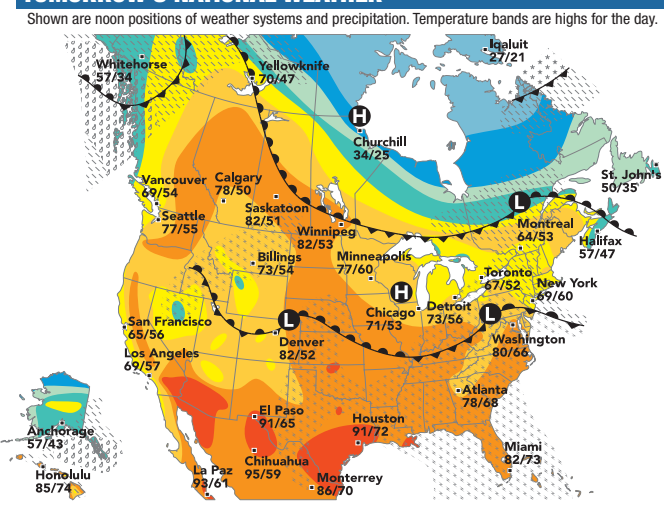 TOMORROW'S NATIONAL WEATHER
Shown are noon positions of weather systems and precipitation. Temperature bands are highs for the day.
Iqaluit
27/21
Whitehorse
57/34
Yellowknife
70/47
H
Churchill
34/25
St. John's
50/35
Vancouver
69/54
Calgary
78/50
Seattle
77/55
Saskatoon
82/51
Winnipeg
82/53
L
Montreal
64/53
Halifax
57/47
Billings
73/54
Minneapolis
77/60
Toronto
67/52
New York
69/60
H
Chicago
71/53
Detroit
73/56
L
Washington
80/66
San Francisco
65/56
L
Denver
82/52
Los Angeles
69/57
Atlanta
78/68
El Paso
91/65
Houston
91/72
Anchorage
57/43
Honolulu
85/74
La Paz
93/61
Chihuahua
95/59
Monterrey
86/70
Miami
82/73